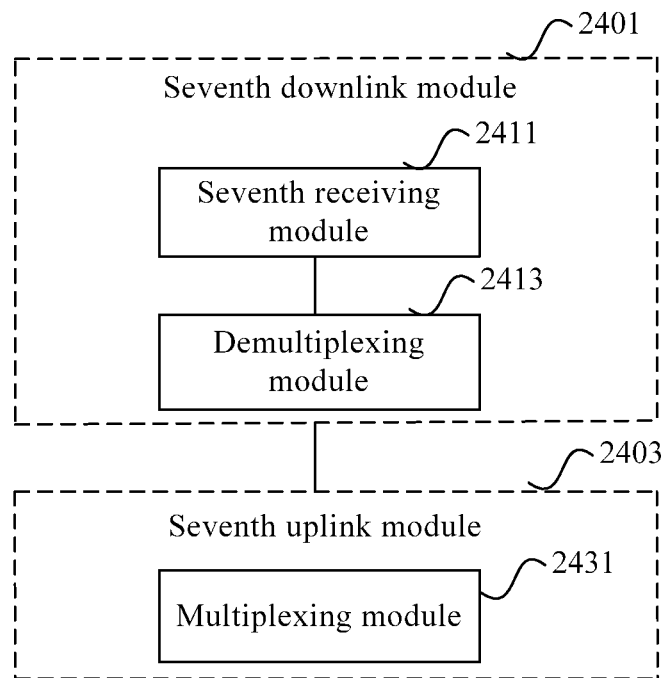 2401
Seventh downlink module
2411
Seventh receiving
module
2413
Demultiplexing
module
2403
Seventh uplink module
2431
Multiplexing module